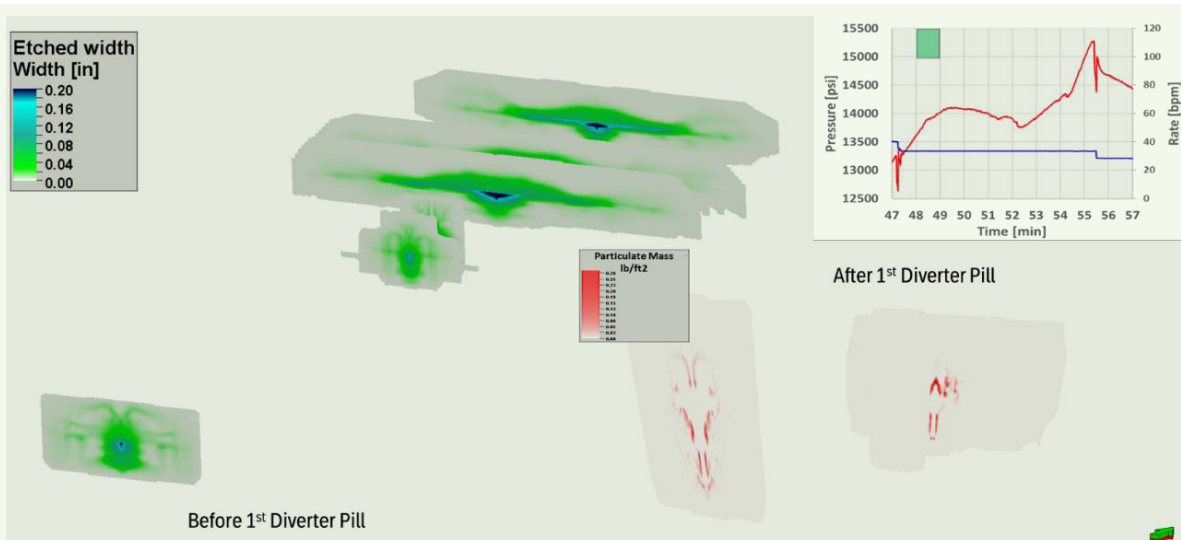 Etched width
Width [in]
0.20
0.16
0.12
0.08
0.04
0.00
15500
15000
14500
14000
13500
13000
12500
Pressure [psi]
120
100
80
60
40
20
0
Rate [bpm]
47 48 49 50 51 52 53 54 55 56 57
Time [min]
Particulate Mass
lb/ft2
After 1st Diverter Pill
Before 1st Diverter Pill